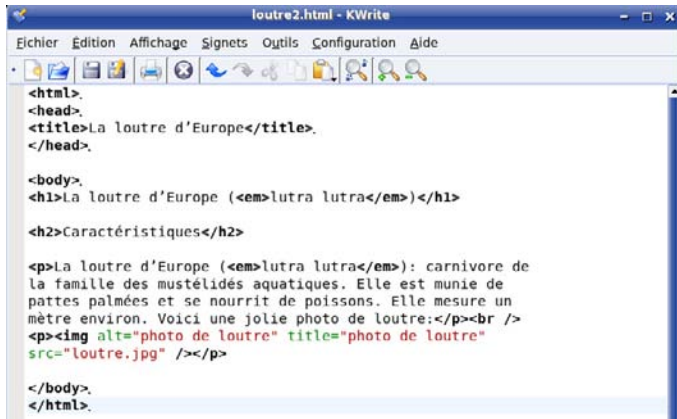 loutre2.html - KWrite
Fichier Édition Affichage Signets Outils Configuration Aide
<html>
<head>
<title>La loutre d'Europe</title>
</head>
<body>
<h1>La loutre d'Europe (<em>lutra lutra</em>)</h1>
<h2>Caractéristiques</h2>
<p>La loutre d'Europe (<em>lutra lutra</em>): carnivore de
la famille des mustélidés aquatiques. Elle est munie de
pattes palmées et se nourrit de poissons. Elle mesure un
mètre environ. Voici une jolie photo de loutre:</p><br />
<p><img alt="photo de loutre" title="photo de loutre"
src="loutre.jpg" /></p>
</body>
</html>